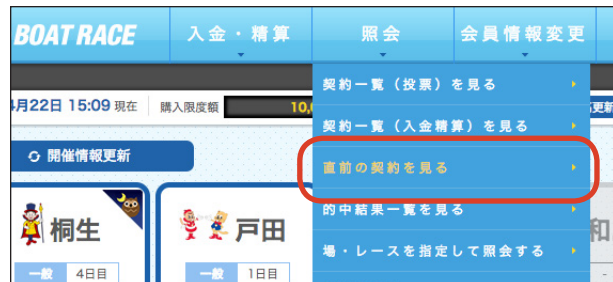 BOAT RACE
入金・精算
照会
会員情報変更
契約一覧（投票）を見る
月22日 15:09 現在
購入限度額
契約一覧（入金精算）を見る
開催情報更新
直前の契約を見る
的中結果一覧を見る
桐生
戸田
場・レースを指定して照会する
一般 4日目
一般 1日目